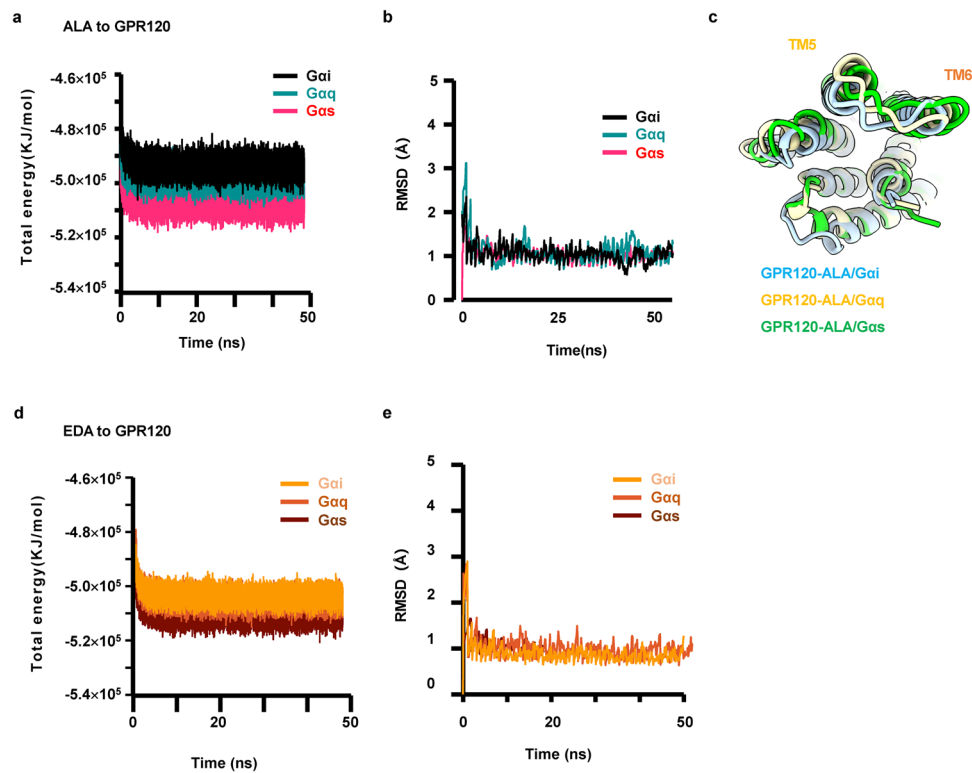 a
ALA to GPR120
Total energy(KJ/mol)
-4.6×10⁵
-4.8×10⁵
-5.0×10⁵
-5.2×10⁵
-5.4×10⁵
Gαi
Gαq
Gαs
0 20 50
Time (ns)
b
RMSD (Å)
5
4
3
2
1
0
Gαi
Gαq
Gαs
0 25 50
Time(ns)
c
TM5
TM6
GPR120-ALA/Gαi
GPR120-ALA/Gαq
GPR120-ALA/Gαs
d
EDA to GPR120
Total energy(KJ/mol)
-4.6×10⁵
-4.8×10⁵
-5.0×10⁵
-5.2×10⁵
-5.4×10⁵
Gαi
Gαq
Gαs
0 20 50
Time (ns)
e
RMSD (Å)
5
4
3
2
1
0
Gαi
Gαq
Gαs
0 20 50
Time (ns)